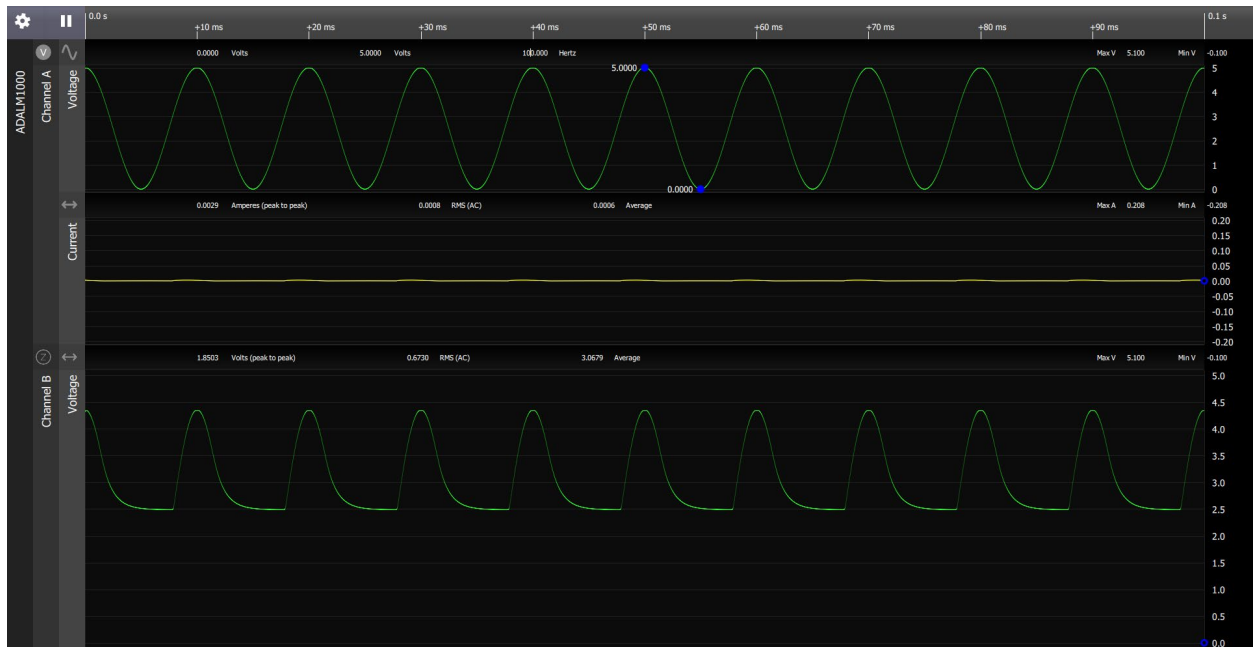 0.0 s
+10 ms
+20 ms
+30 ms
+40 ms
+50 ms
+60 ms
+70 ms
+80 ms
+90 ms
0.1 s
ADALM1000
Channel A
V
Voltage
0.0000 Volts
5.0000 Volts
100.000 Hertz
Max V 5.100
Min V -0.100
5.0000
0.0000
5
4
3
2
1
0
Current
0.0029 Amperes (peak to peak)
0.0008 RMS (AC)
0.0006 Average
Max A 0.208
Min A -0.208
0.20
0.15
0.10
0.05
0.00
-0.05
-0.10
-0.15
-0.20
Channel B
Z
Voltage
1.8503 Volts (peak to peak)
0.6730 RMS (AC)
3.0679 Average
Max V 5.100
Min V -0.100
5.0
4.5
4.0
3.5
3.0
2.5
2.0
1.5
1.0
0.5
0.0